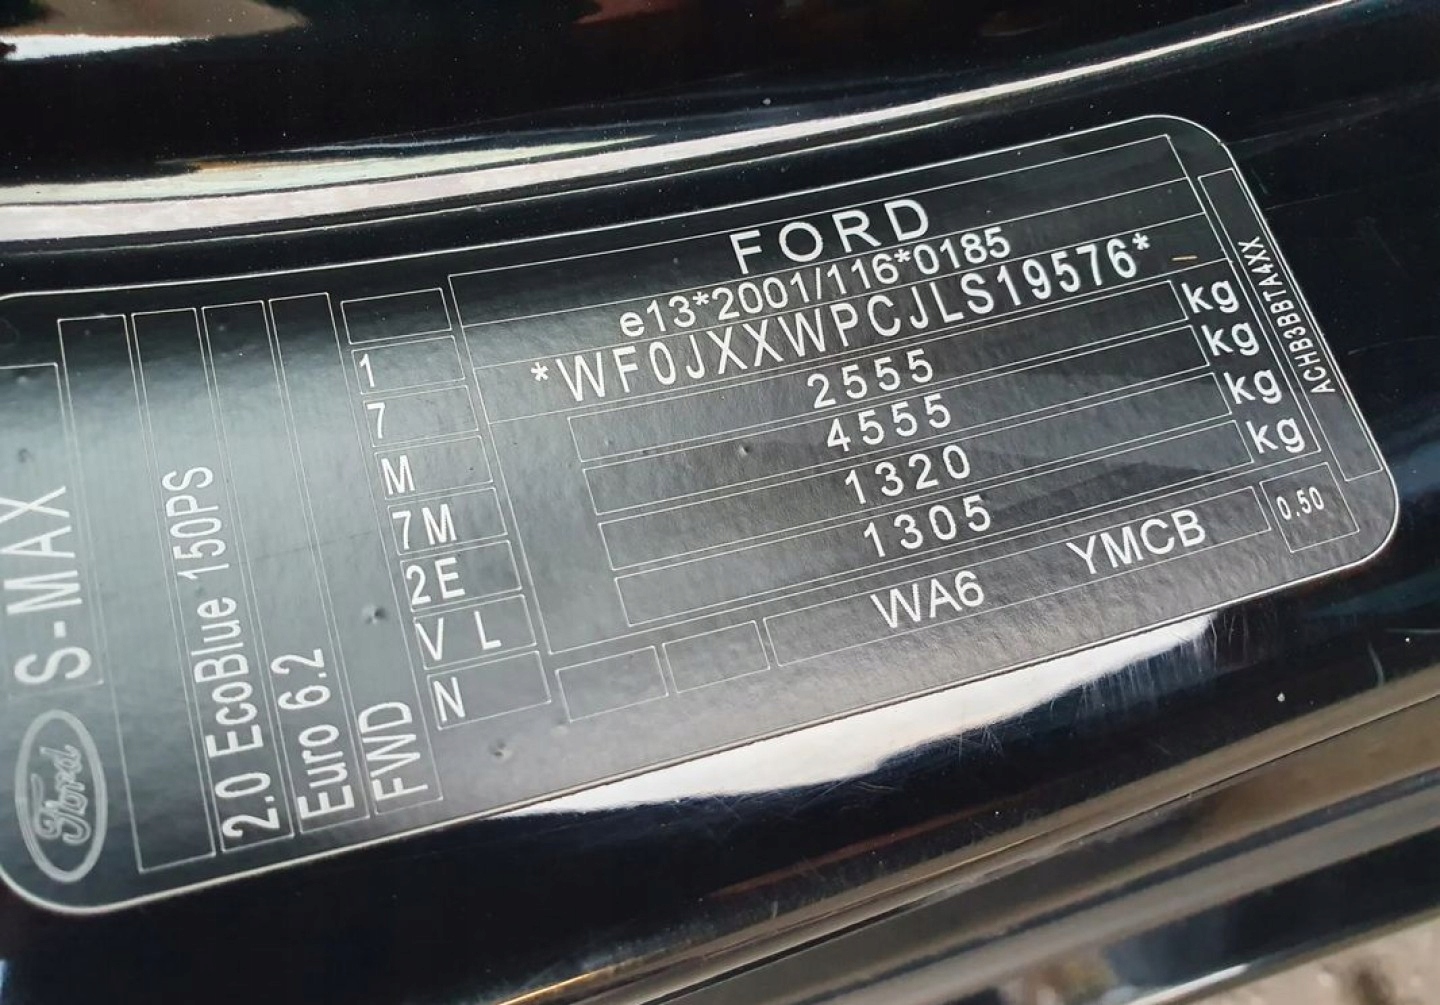 FORD
e13*2001/116*0185
*WF0JXXWPCJLS19576*
2555 kg
4555 kg
1320 kg
1305 kg
WA6 YMCB 0.50
ACHB3BBTA4XX
1
7
M
7M
2E
V L
N
Ford S-MAX
2.0 EcoBlue 150PS
Euro 6.2
FWD